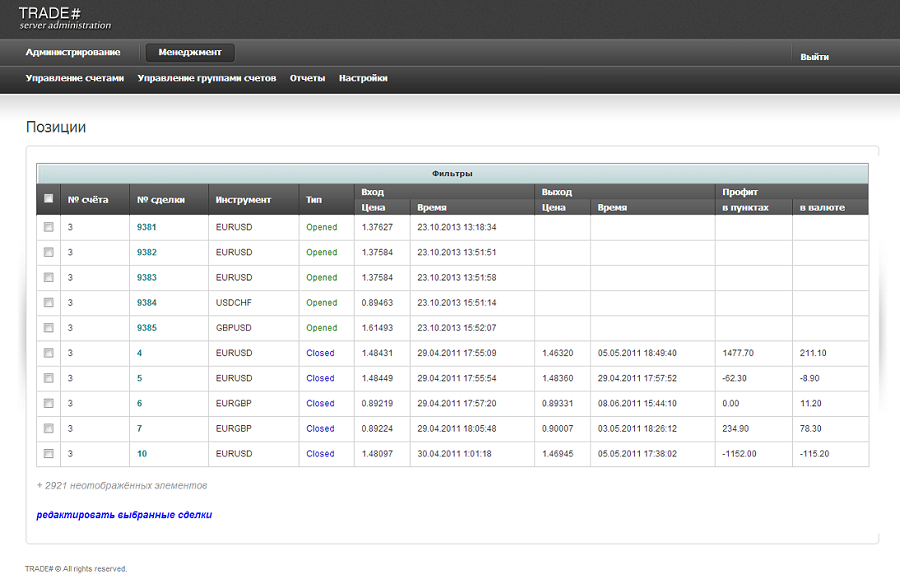 TRADE#
server administration
Администрирование Менеджмент Выйти
Управление счетами Управление группами счетов Отчеты Настройки
Позиции
Фильтры
№ счёта № сделки Инструмент Тип Вход Выход Профит
Цена Время Цена Время в пунктах в валюте
3 9381 EURUSD Opened 1.37627 23.10.2013 13:18:34
3 9382 EURUSD Opened 1.37584 23.10.2013 13:51:51
3 9383 EURUSD Opened 1.37584 23.10.2013 13:51:58
3 9384 USDCHF Opened 0.89463 23.10.2013 15:51:14
3 9385 GBPUSD Opened 1.61493 23.10.2013 15:52:07
3 4 EURUSD Closed 1.48431 29.04.2011 17:55:09 1.46320 05.05.2011 18:49:40 1477.70 211.10
3 5 EURUSD Closed 1.48449 29.04.2011 17:55:54 1.48360 29.04.2011 17:57:52 -62.30 -8.90
3 6 EURGBP Closed 0.89219 29.04.2011 17:57:20 0.89331 08.06.2011 15:44:10 0.00 11.20
3 7 EURGBP Closed 0.89224 29.04.2011 18:05:48 0.90007 03.05.2011 18:26:12 234.90 78.30
3 10 EURUSD Closed 1.48097 30.04.2011 1:01:18 1.46945 05.05.2011 17:38:02 -1152.00 -115.20
+ 2921 неотображённых элементов
редактировать выбранные сделки
TRADE# © All rights reserved.